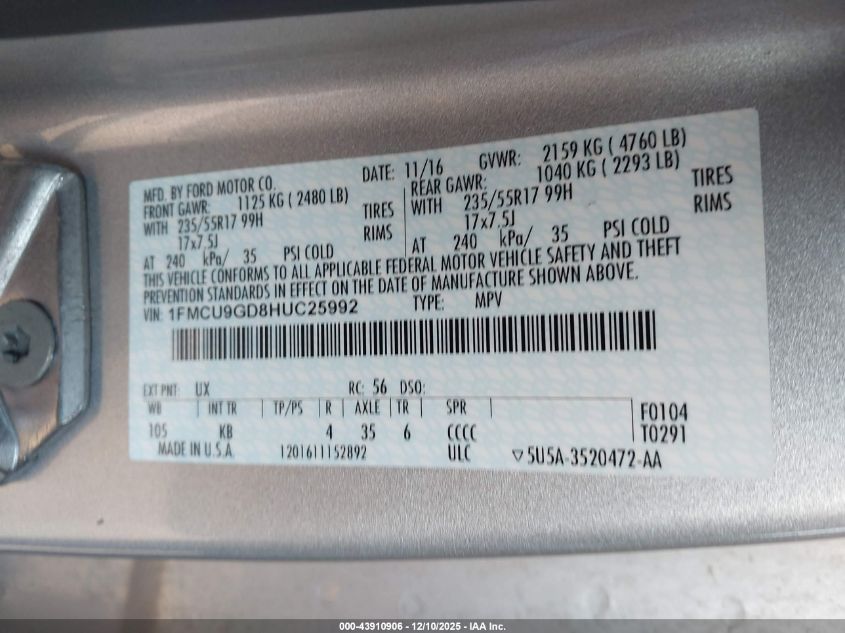 MFD. BY FORD MOTOR CO. DATE: 11/16 GVWR: 2159 KG ( 4760 LB)
FRONT GAWR: 1125 KG ( 2480 LB) REAR GAWR: 1040 KG ( 2293 LB)
WITH 235/55R17 99H TIRES WITH 235/55R17 99H TIRES
17x7.5J RIMS 17x7.5J RIMS
AT 240 kPa/ 35 PSI COLD AT 240 kPa/ 35 PSI COLD
THIS VEHICLE CONFORMS TO ALL APPLICABLE FEDERAL MOTOR VEHICLE SAFETY AND THEFT
PREVENTION STANDARDS IN EFFECT ON THE DATE OF MANUFACTURE SHOWN ABOVE.
VIN: 1FMCU9GD8HUC25992 TYPE: MPV
EXT PNT: UX RC: 56 DSO:
WB INT TR TP/PS R AXLE TR SPR F0104
105 KB 4 35 6 CCCC T0291
MADE IN U.S.A. 1201611152892 ULC ▽5U5A-3520472-AA
000-43910906 - 12/10/2025 - IAA Inc.